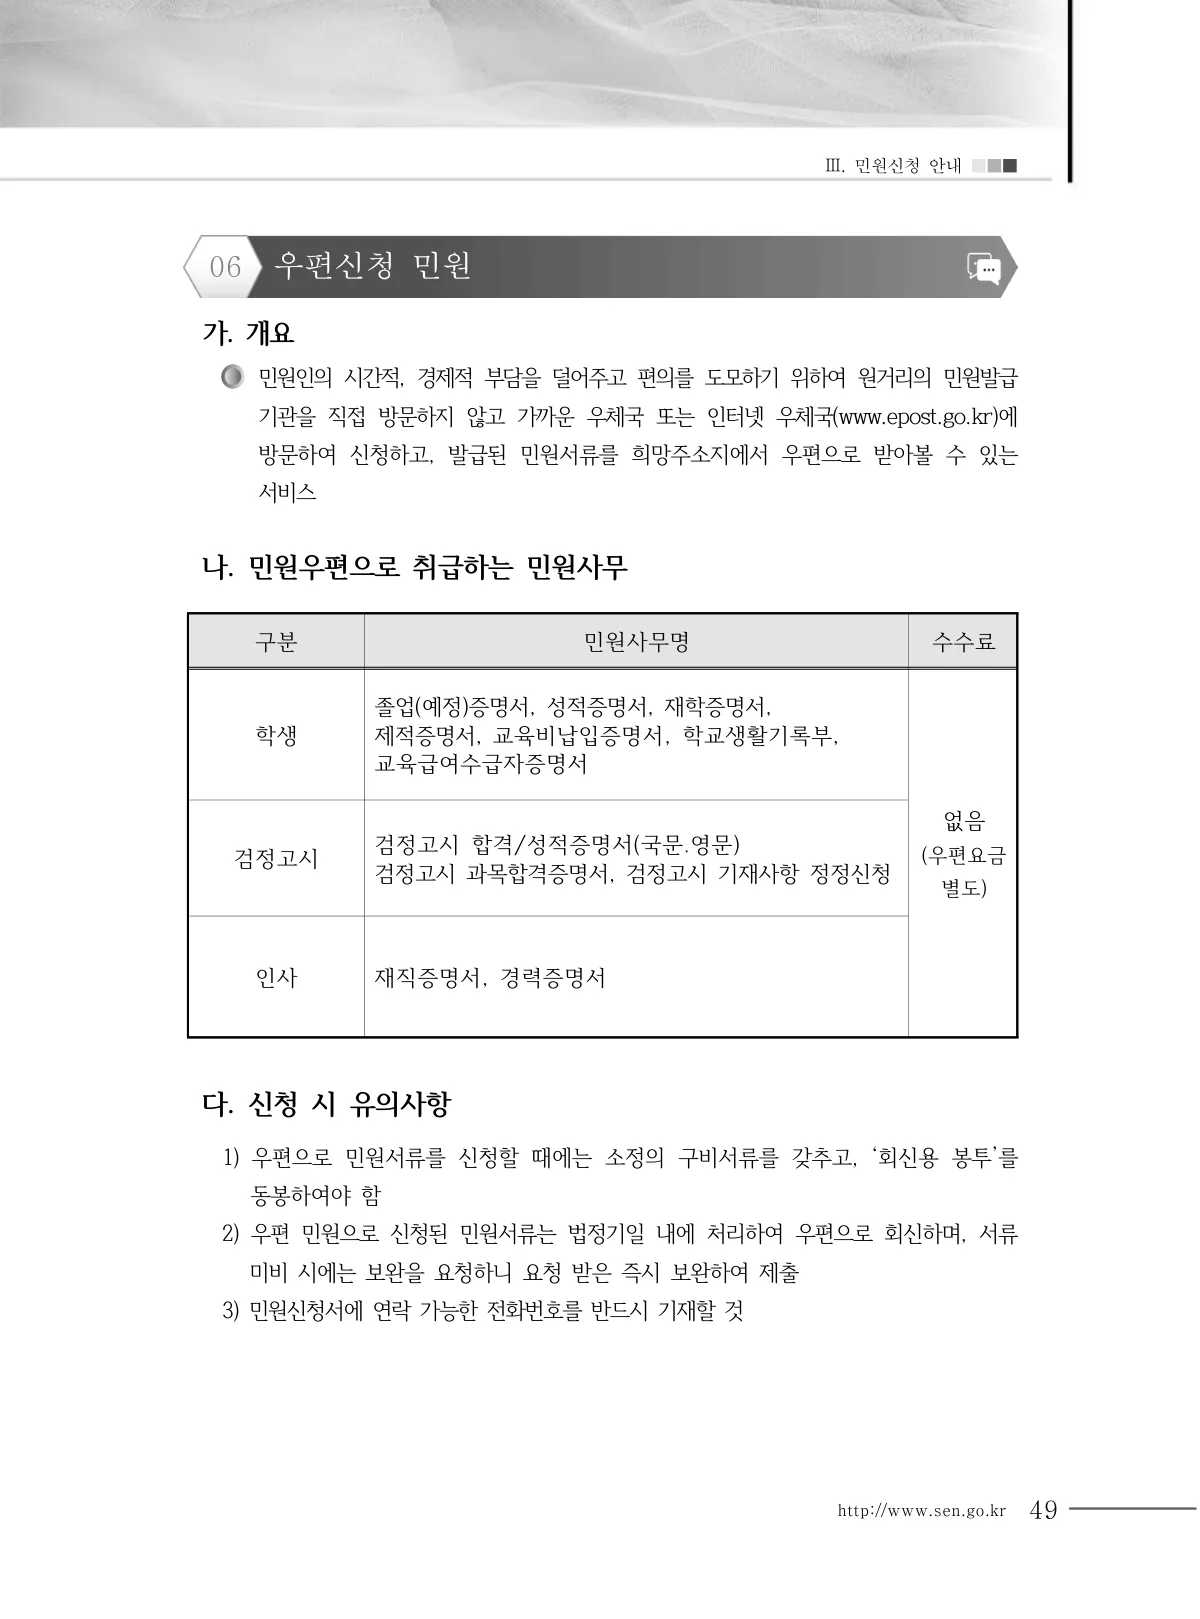 Ⅲ. 민원신청 안내
06 우편신청 민원
가. 개요
민원인의 시간적, 경제적 부담을 덜어주고 편의를 도모하기 위하여 원거리의 민원발급
기관을 직접 방문하지 않고 가까운 우체국 또는 인터넷 우체국(www.epost.go.kr)에
방문하여 신청하고, 발급된 민원서류를 희망주소지에서 우편으로 받아볼 수 있는
서비스
나. 민원우편으로 취급하는 민원사무
구분 민원사무명 수수료
학생
졸업(예정)증명서, 성적증명서, 재학증명서,
제적증명서, 교육비납입증명서, 학교생활기록부,
교육급여수급자증명서
검정고시
검정고시 합격/성적증명서(국문.영문)
검정고시 과목합격증명서, 검정고시 기재사항 정정신청
인사
재직증명서, 경력증명서
없음
(우편요금
별도)
다. 신청 시 유의사항
1) 우편으로 민원서류를 신청할 때에는 소정의 구비서류를 갖추고, ‘회신용 봉투’를
동봉하여야 함
2) 우편 민원으로 신청된 민원서류는 법정기일 내에 처리하여 우편으로 회신하며, 서류
미비 시에는 보완을 요청하니 요청 받은 즉시 보완하여 제출
3) 민원신청서에 연락 가능한 전화번호를 반드시 기재할 것
http://www.sen.go.kr 49